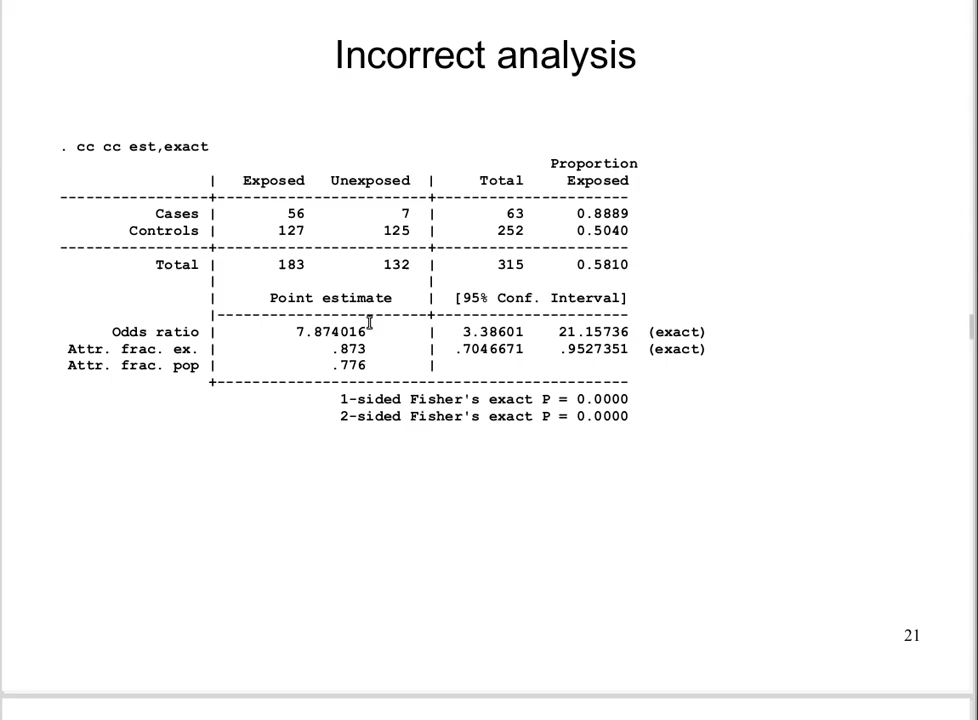 Incorrect analysis
. cc cc est,exact
Proportion
| Exposed Unexposed | Total Exposed
-----------------+------------------------+----------------------
Cases | 56 7 | 63 0.8889
Controls | 127 125 | 252 0.5040
-----------------+------------------------+----------------------
Total | 183 132 | 315 0.5810
| |
| Point estimate | [95% Conf. Interval]
|------------------------+----------------------
Odds ratio | 7.874016 | 3.38601 21.15736 (exact)
Attr. frac. ex. | .873 | .7046671 .9527351 (exact)
Attr. frac. pop | .776 |
+-----------------------------------------------
1-sided Fisher's exact P = 0.0000
2-sided Fisher's exact P = 0.0000
21